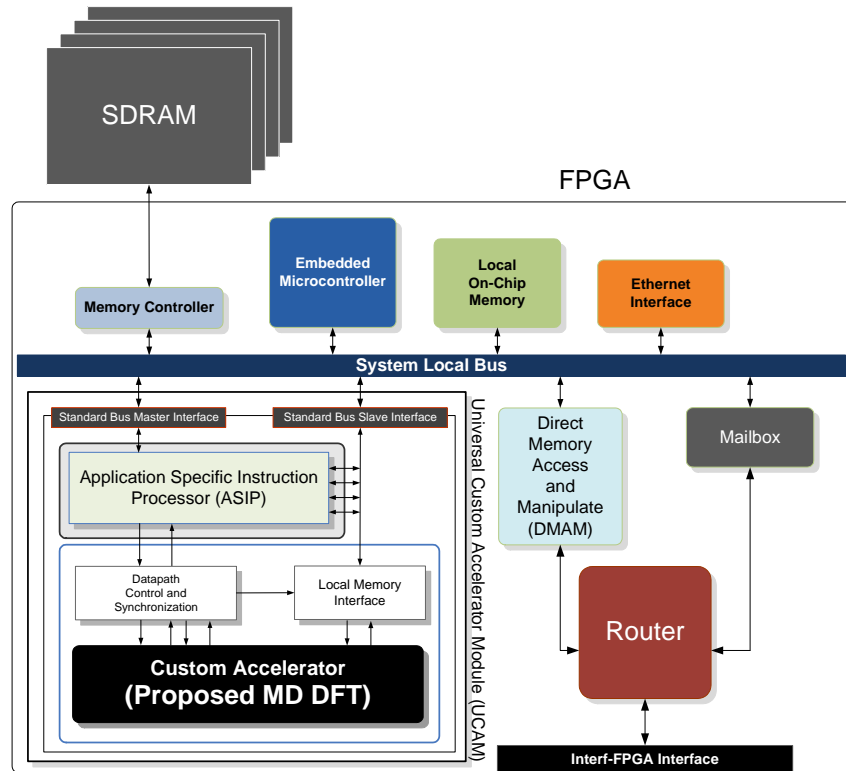 SDRAM
FPGA
Memory Controller
Embedded
Microcontroller
Local
On-Chip
Memory
Ethernet
Interface
System Local Bus
Standard Bus Master Interface
Standard Bus Slave Interface
Application Specific Instruction
Processor (ASIP)
Datapath
Control and
Synchronization
Local Memory
Interface
Custom Accelerator
(Proposed MD DFT)
Universal Custom Accelerator Module (UCAM)
Direct
Memory
Access
and
Manipulate
(DMAM)
Mailbox
Router
Interf-FPGA Interface